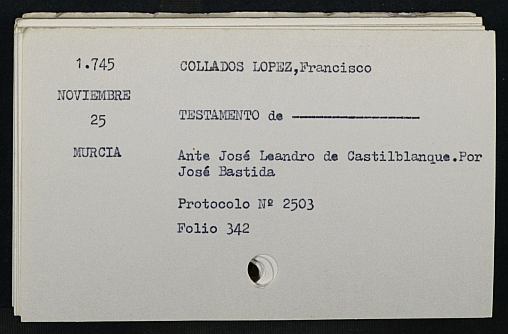 1.745
COLLADOS LOPEZ,Francisco
NOVIEMBRE
25
TESTAMENTO de ------------------
MURCIA
Ante José Leandro de Castilblanque.Por
José Bastida
Protocolo Nº 2503
Folio 342